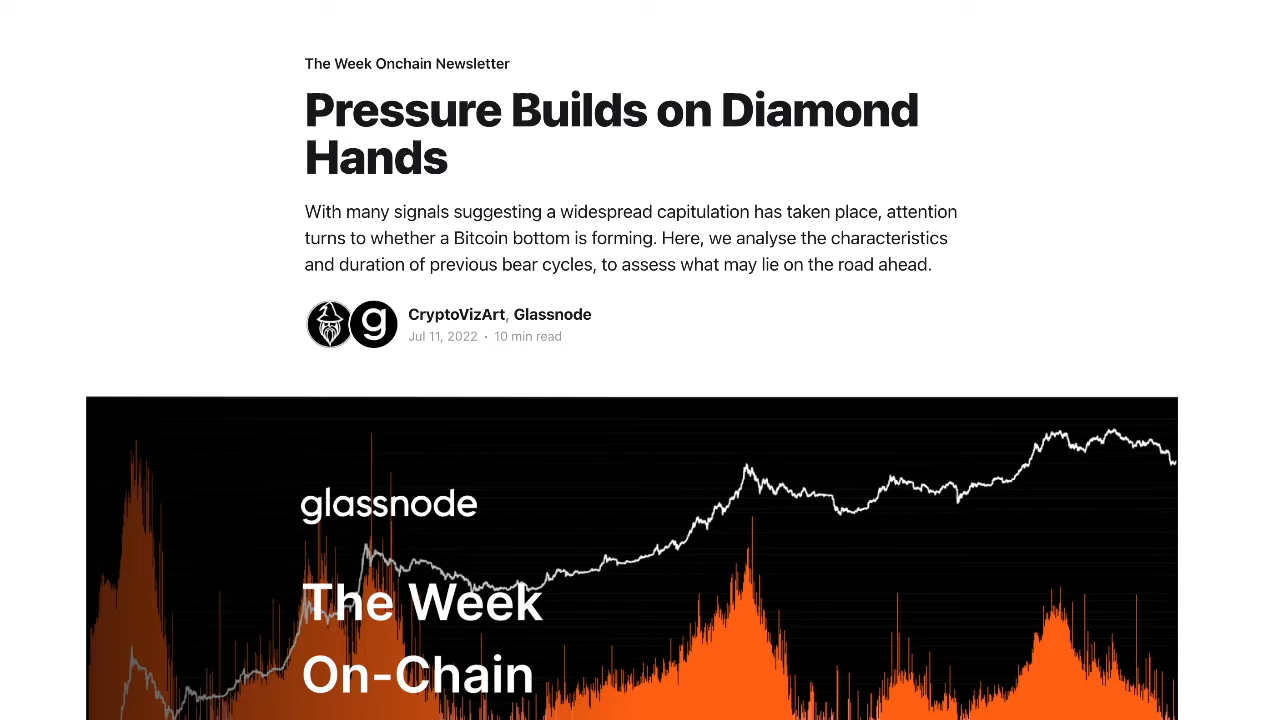 The Week Onchain Newsletter
Pressure Builds on Diamond
Hands
With many signals suggesting a widespread capitulation has taken place, attention
turns to whether a Bitcoin bottom is forming. Here, we analyse the characteristics
and duration of previous bear cycles, to assess what may lie on the road ahead.
g
CryptoVizArt, Glassnode
Jul 11, 2022 • 10 min read
glassnode
The Week
On-Chain